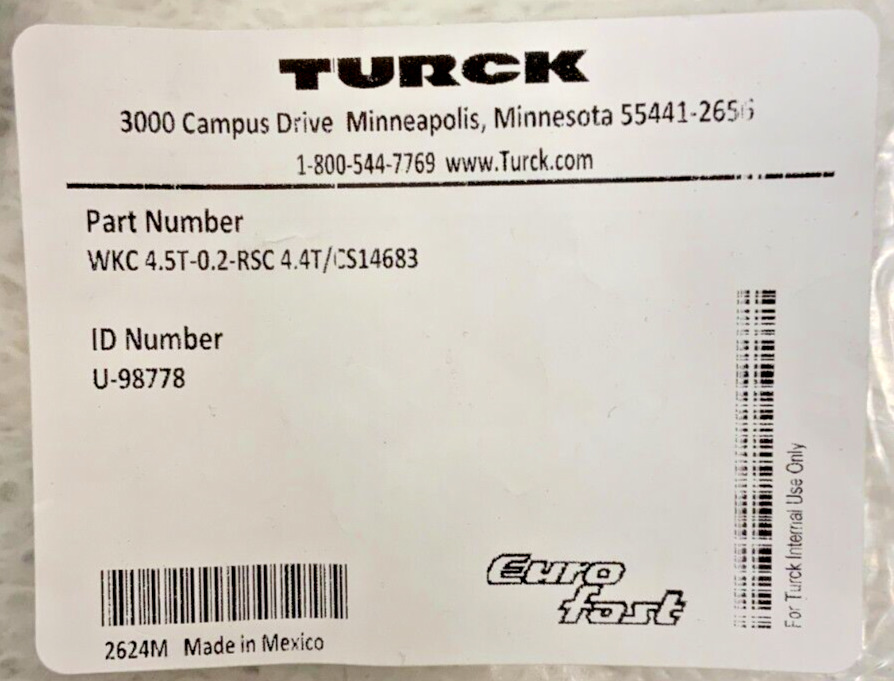 TURCK
3000 Campus Drive Minneapolis, Minnesota 55441-2656
1-800-544-7769 www.Turck.com
Part Number
WKC 4.5T-0.2-RSC 4.4T/CS14683
ID Number
U-98778
For Turck Internal Use Only
Euro
fast
2624M Made in Mexico